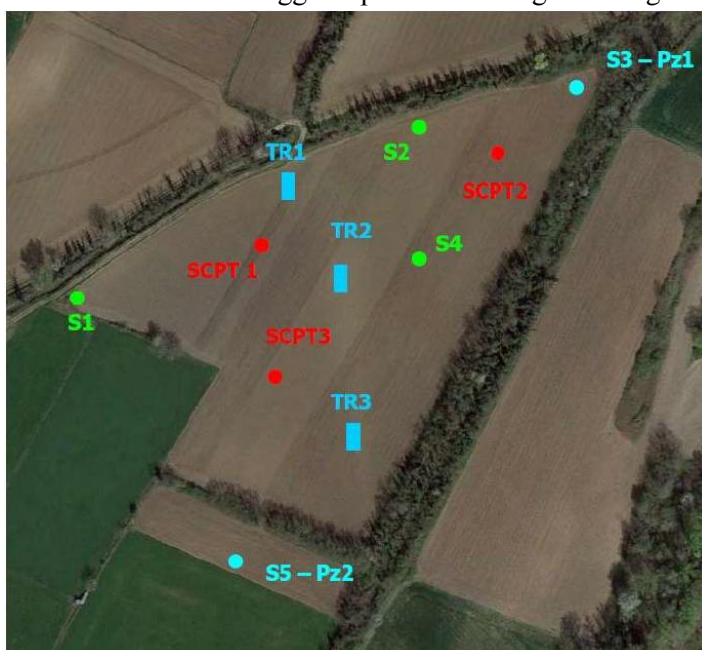 S3 – Pz1
S2
TR1
SCPT2
TR2
S4
SCPT 1
S1
SCPT3
TR3
S5 – Pz2